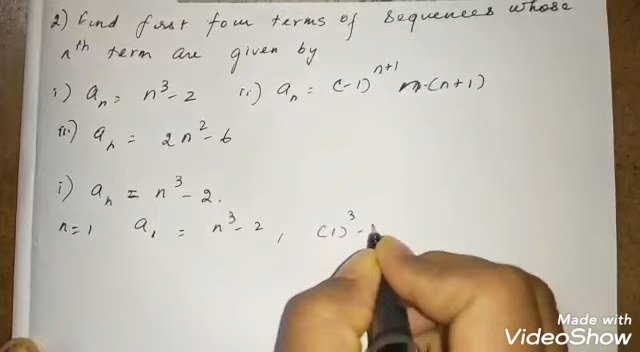 2) find first four terms of sequences whose
nth term are given by
i) aₙ = n³-2 ii) aₙ = (-1)ⁿ⁺¹ n·(n+1)
iii) aₙ = 2n²-6
i) aₙ = n³-2.
n=1 a₁ = n³-2, (1)³-
Made with
VideoShow